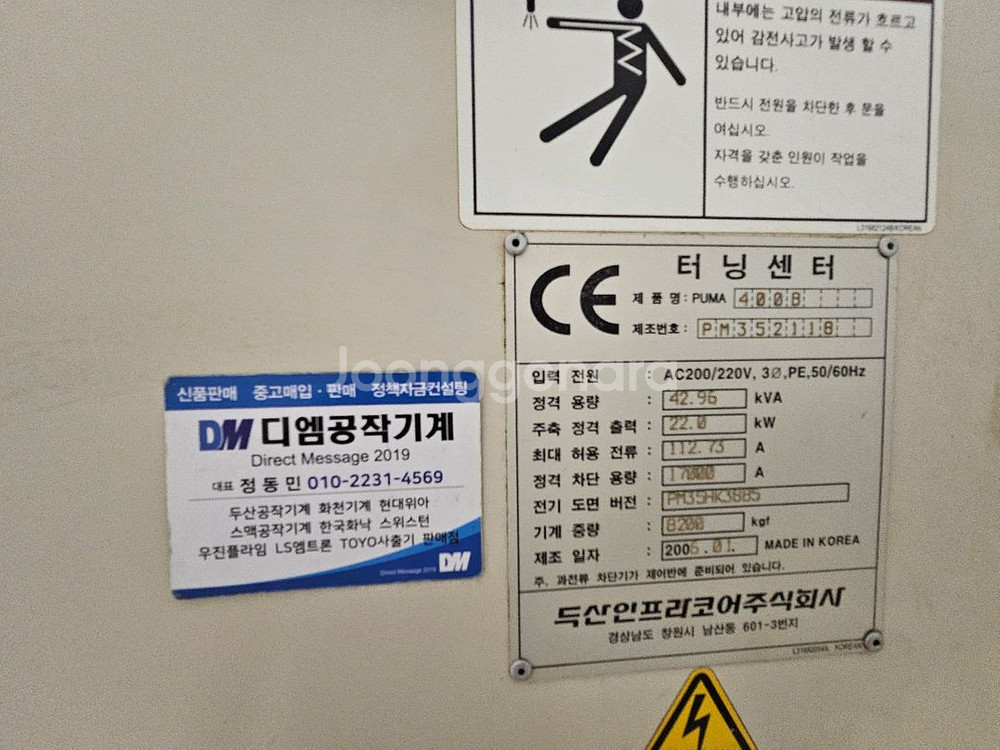 내부에는 고압의 전류가 흐르고
있어 감전사고가 발생 할 수
있습니다.
반드시 전원을 차단한 후 문을
여십시오.
자격을 갖춘 인원이 작업을
수행하십시오.
CE
터닝센터
제 품 명 : PUMA 400B
제조번호 : PM352118
입력 전원 : AC200/220V, 3Ø,PE,50/60Hz
정격 용량 : 42.96 kVA
주축 정격 출력 : 22.0 kW
최대 허용 전류 : 112.73 A
정격 차단 용량 : 17000 A
전기 도면 버전 : PM35HK38B5
기계 중량 : 8200 kgf
제조 일자 : 2006.01. MADE IN KOREA
주. 과전류 차단기가 제어반에 준비되어 있습니다.
두산인프라코어주식회사
경상남도 창원시 남산동 601-3번지
신품판매 중고매입 · 판매 정책자금컨설팅
DM 디엠공작기계
Direct Message 2019
대표 정동민 010-2231-4569
두산공작기계 화천기계 현대위아
스맥공작기계 한국화낙 스위스턴
우진플라임 LS엠트론 TOYO사출기 판매점
Direct Message 2019 DM
Joonggonara